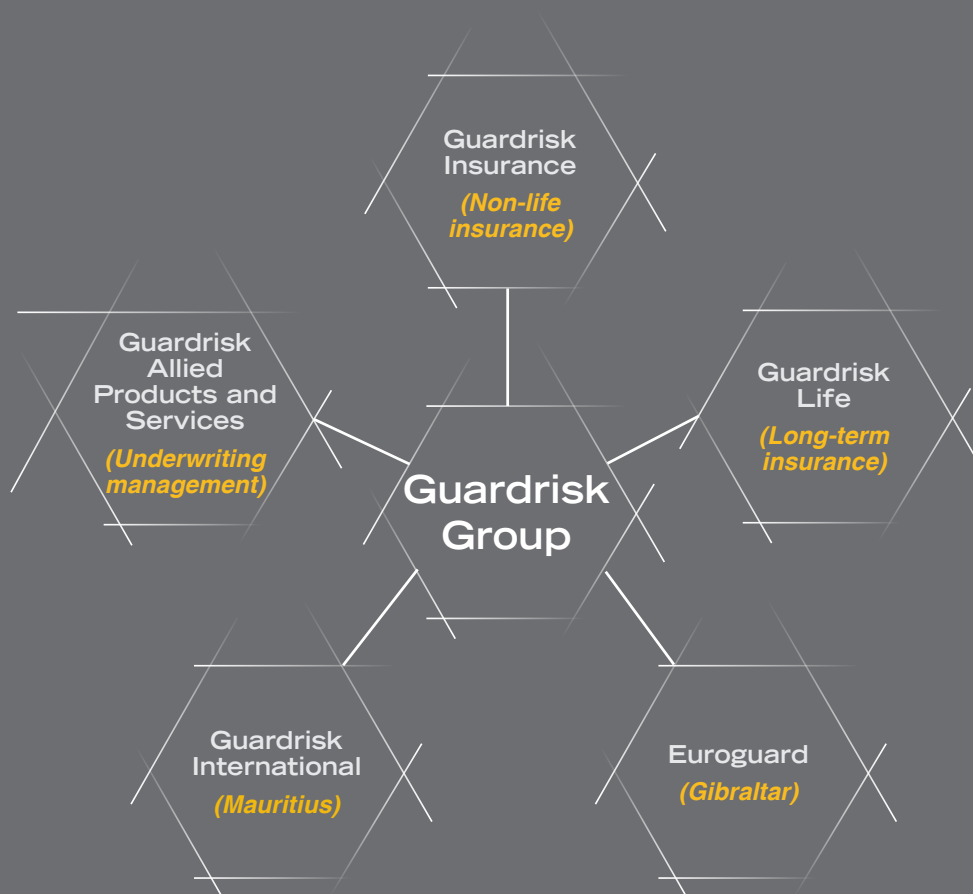 Guardrisk
Insurance
(Non-life
insurance)
Guardrisk
Allied
Products and
Services
(Underwriting
management)
Guardrisk
Life
(Long-term
insurance)
Guardrisk
Group
Guardrisk
International
(Mauritius)
Euroguard
(Gibraltar)